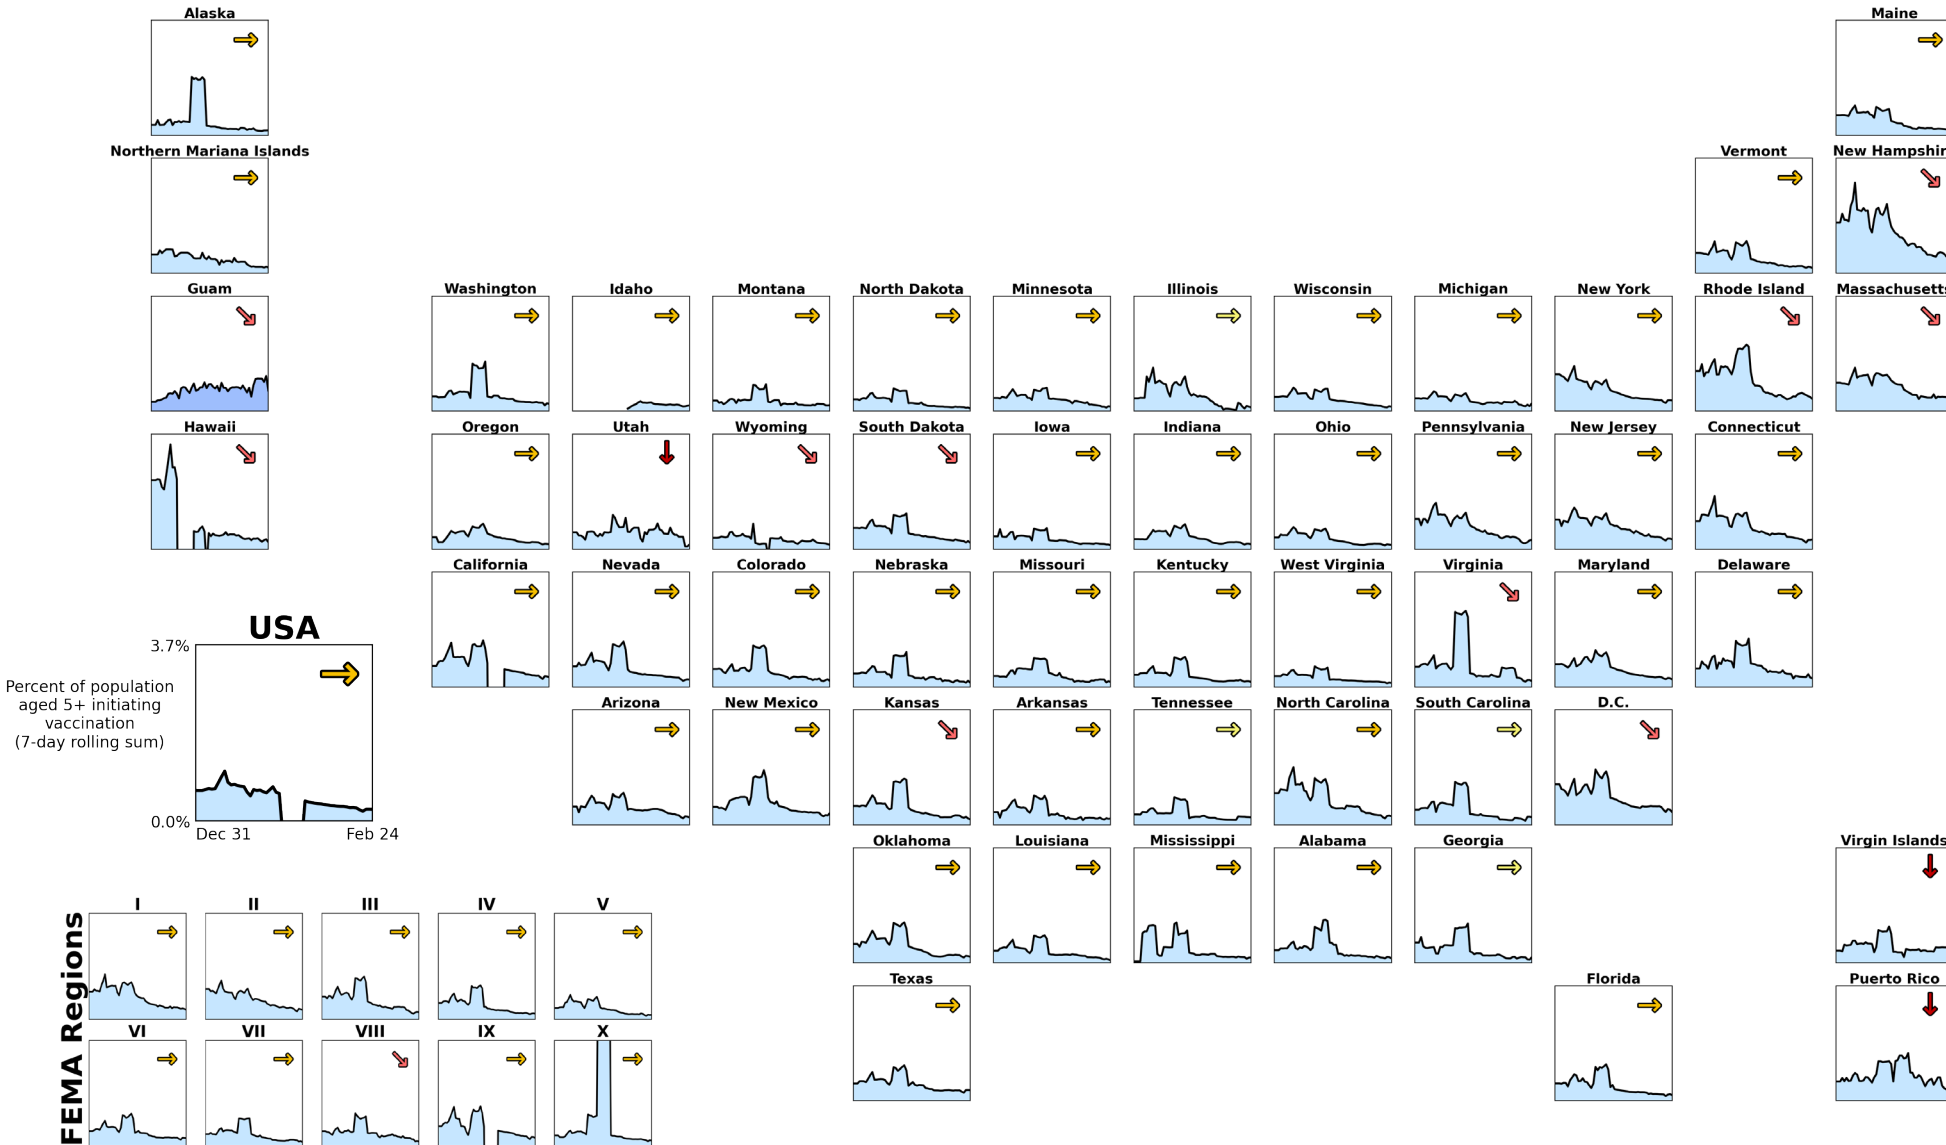 Alaska
Maine
Northern Mariana Islands
Vermont
New Hampshir
Guam
Washington
Idaho
Montana
North Dakota
Minnesota
Illinois
Wisconsin
Michigan
New York
Rhode Island
Massachusetts
Hawaii
Oregon
Utah
Wyoming
South Dakota
Iowa
Indiana
Ohio
Pennsylvania
New Jersey
Connecticut
California
Nevada
Colorado
Nebraska
Missouri
Kentucky
West Virginia
Virginia
Maryland
Delaware
USA
3.7%
Percent of population
aged 5+ initiating
vaccination
(7-day rolling sum)
0.0%
Dec 31
Feb 24
Arizona
New Mexico
Kansas
Arkansas
Tennessee
North Carolina
South Carolina
D.C.
Oklahoma
Louisiana
Mississippi
Alabama
Georgia
Virgin Islands
Texas
Florida
Puerto Rico
FEMA Regions
I
II
III
IV
V
VI
VII
VIII
IX
X